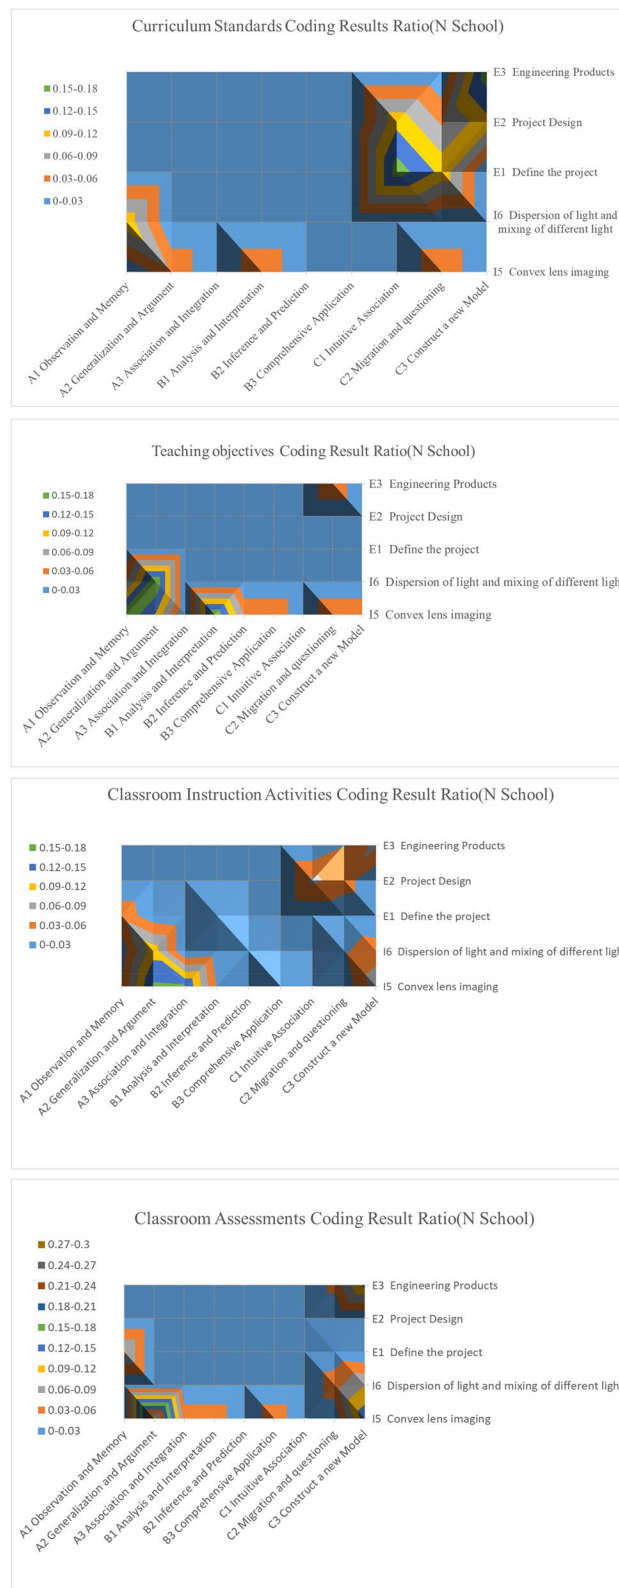 Curriculum Standards Coding Results Ratio(N School)
0.15-0.18
0.12-0.15
0.09-0.12
0.06-0.09
0.03-0.06
0-0.03
E3 Engineering Products
E2 Project Design
E1 Define the project
I6 Dispersion of light and
mixing of different light
I5 Convex lens imaging
A1 Observation and Memory
A2 Generalization and Argument
A3 Association and Integration
B1 Analysis and Interpretation
B2 Inference and Prediction
B3 Comprehensive Application
C1 Intuitive Association
C2 Migration and questioning
C3 Construct a new Model
Teaching objectives Coding Result Ratio(N School)
0.15-0.18
0.12-0.15
0.09-0.12
0.06-0.09
0.03-0.06
0-0.03
E3 Engineering Products
E2 Project Design
E1 Define the project
I6 Dispersion of light and mixing of different ligh
I5 Convex lens imaging
A1 Observation and Memory
A2 Generalization and Argument
A3 Association and Integration
B1 Analysis and Interpretation
B2 Inference and Prediction
B3 Comprehensive Application
C1 Intuitive Association
C2 Migration and questioning
C3 Construct a new Model
Classroom Instruction Activities Coding Result Ratio(N School)
0.15-0.18
0.12-0.15
0.09-0.12
0.06-0.09
0.03-0.06
0-0.03
E3 Engineering Products
E2 Project Design
E1 Define the project
I6 Dispersion of light and mixing of different ligh
I5 Convex lens imaging
A1 Observation and Memory
A2 Generalization and Argument
A3 Association and Integration
B1 Analysis and Interpretation
B2 Inference and Prediction
B3 Comprehensive Application
C1 Intuitive Association
C2 Migration and questioning
C3 Construct a new Model
Classroom Assessments Coding Result Ratio(N School)
0.27-0.3
0.24-0.27
0.21-0.24
0.18-0.21
0.15-0.18
0.12-0.15
0.09-0.12
0.06-0.09
0.03-0.06
0-0.03
E3 Engineering Products
E2 Project Design
E1 Define the project
I6 Dispersion of light and mixing of different ligh
I5 Convex lens imaging
A1 Observation and Memory
A2 Generalization and Argument
A3 Association and Integration
B1 Analysis and Interpretation
B2 Inference and Prediction
B3 Comprehensive Application
C1 Intuitive Association
C2 Migration and questioning
C3 Construct a new Model